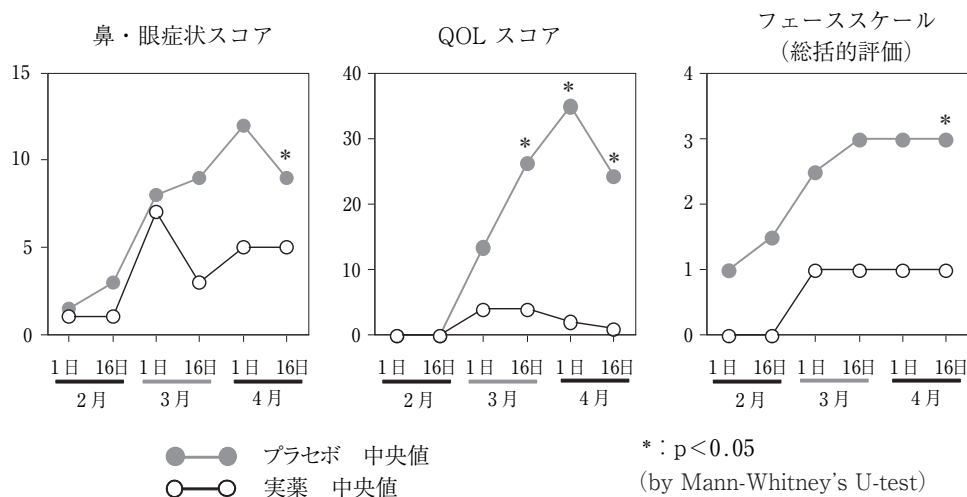 鼻・眼症状スコア
15
10
5
0
1日 16日 1日 16日 1日 16日
2月 3月 4月
*
QOL スコア
40
30
20
10
0
1日 16日 1日 16日 1日 16日
2月 3月 4月
*
*
*
フェーススケール
(総括的評価)
4
3
2
1
0
1日 16日 1日 16日 1日 16日
2月 3月 4月
*
プラセボ 中央値
実薬 中央値
*:p<0.05
(by Mann-Whitney's U-test)